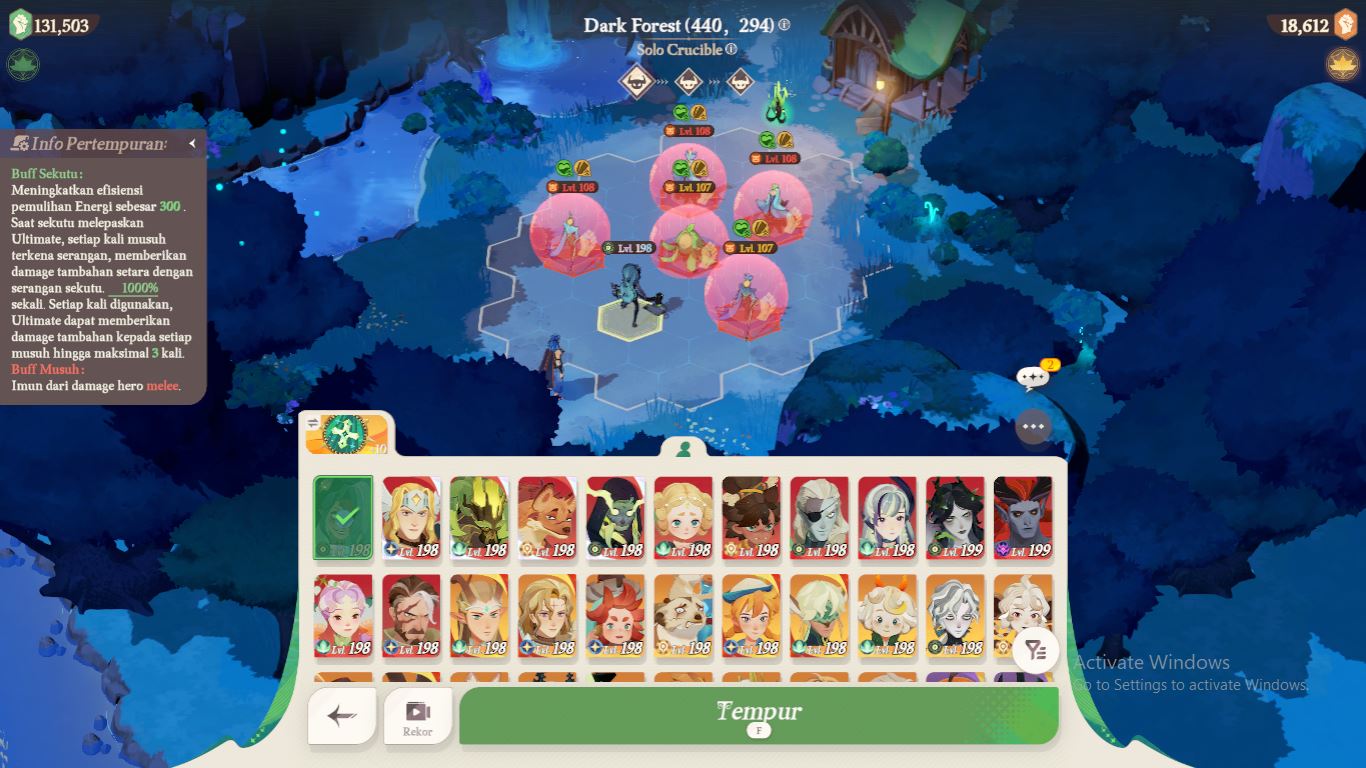 131,503
Dark Forest (440, 294)
18,612
Solo Crucible
Info Pertempuran:
Buff Sekutu:
Meningkatkan efisiensi
pemulihan Energi sebesar 300 .
Saat sekutu melepaskan
Ultimate, setiap kali musuh
terkena serangan, memberikan
damage tambahan setara dengan
serangan sekutu. 1000%
sekali. Setiap kali digunakan,
Ultimate dapat memberikan
damage tambahan kepada setiap
musuh hingga maksimal 3 kali.
Buff Musuh:
Imun dari damage hero melee.
Lvl. 108
Lvl. 108
Lvl. 108
Lvl. 107
Lvl. 198
Lvl. 107
2
10
Lvl. 198
Lvl. 198
Lvl. 198
Lvl. 198
Lvl. 198
Lvl. 198
Lvl. 198
Lvl. 198
Lvl. 198
Lvl. 199
Lvl. 199
Lvl. 198
Lvl. 198
Lvl. 198
Lvl. 198
Lvl. 198
Lvl. 198
Lvl. 198
Lvl. 198
Lvl. 198
Lvl. 198
Activate Windows
Go to Settings to activate Windows.
Rekor
Tempur
F